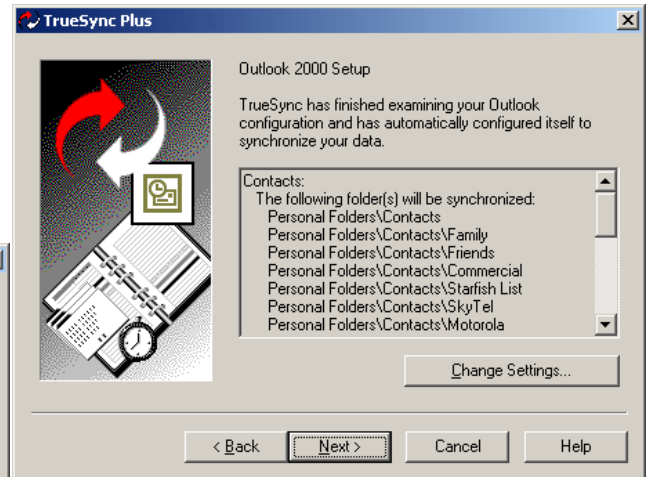 TrueSync Plus
Outlook 2000 Setup
TrueSync has finished examining your Outlook
configuration and has automatically configured itself to
synchronize your data.
Contacts:
The following folder(s) will be synchronized:
Personal Folders\Contacts
Personal Folders\Contacts\Family
Personal Folders\Contacts\Friends
Personal Folders\Contacts\Commercial
Personal Folders\Contacts\Starfish List
Personal Folders\Contacts\SkyTel
Personal Folders\Contacts\Motorola
Change Settings...
< Back
Next >
Cancel
Help